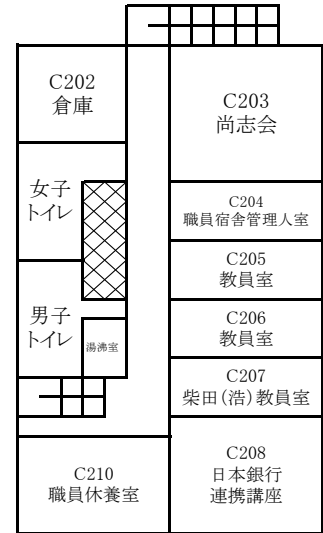 C202
倉庫
C203
尚志会
女子
トイレ
C204
職員宿舎管理人室
C205
教員室
男子
トイレ
湯沸室
C206
教員室
C207
柴田(浩)教員室
C210
職員休養室
C208
日本銀行
連携講座